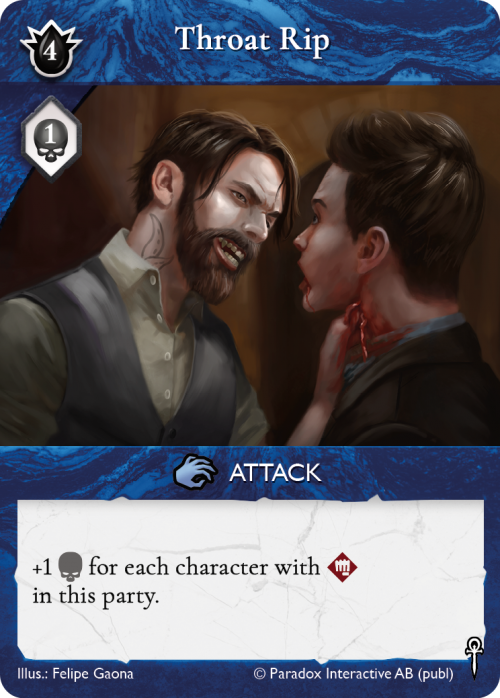 4
Throat Rip
1
ATTACK
+1 for each character with
in this party.
Illus.: Felipe Gaona
© Paradox Interactive AB (publ)